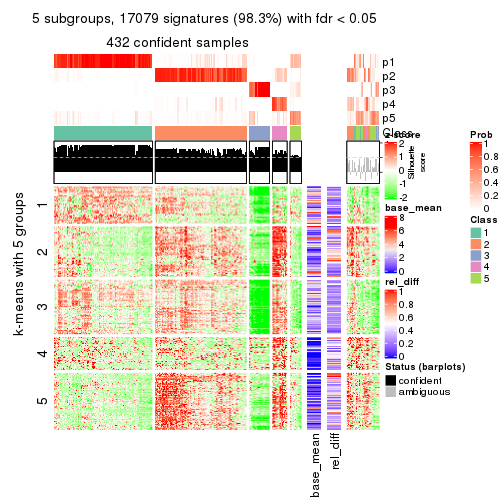 5 subgroups, 17079 signatures (98.3%) with fdr < 0.05
432 confident samples
p1
p2
p3
p4
p5
Class
z-score
2
1
0
-1
-2
Silhouette
score
Prob
1
0.8
0.6
0.4
0.2
0
base_mean
8
6
4
2
0
Class
1
2
3
4
5
rel_diff
1
0.8
0.6
0.4
0.2
0
Status (barplots)
confident
ambiguous
k-means with 5 groups
1
2
3
4
5
base_mean
rel_diff